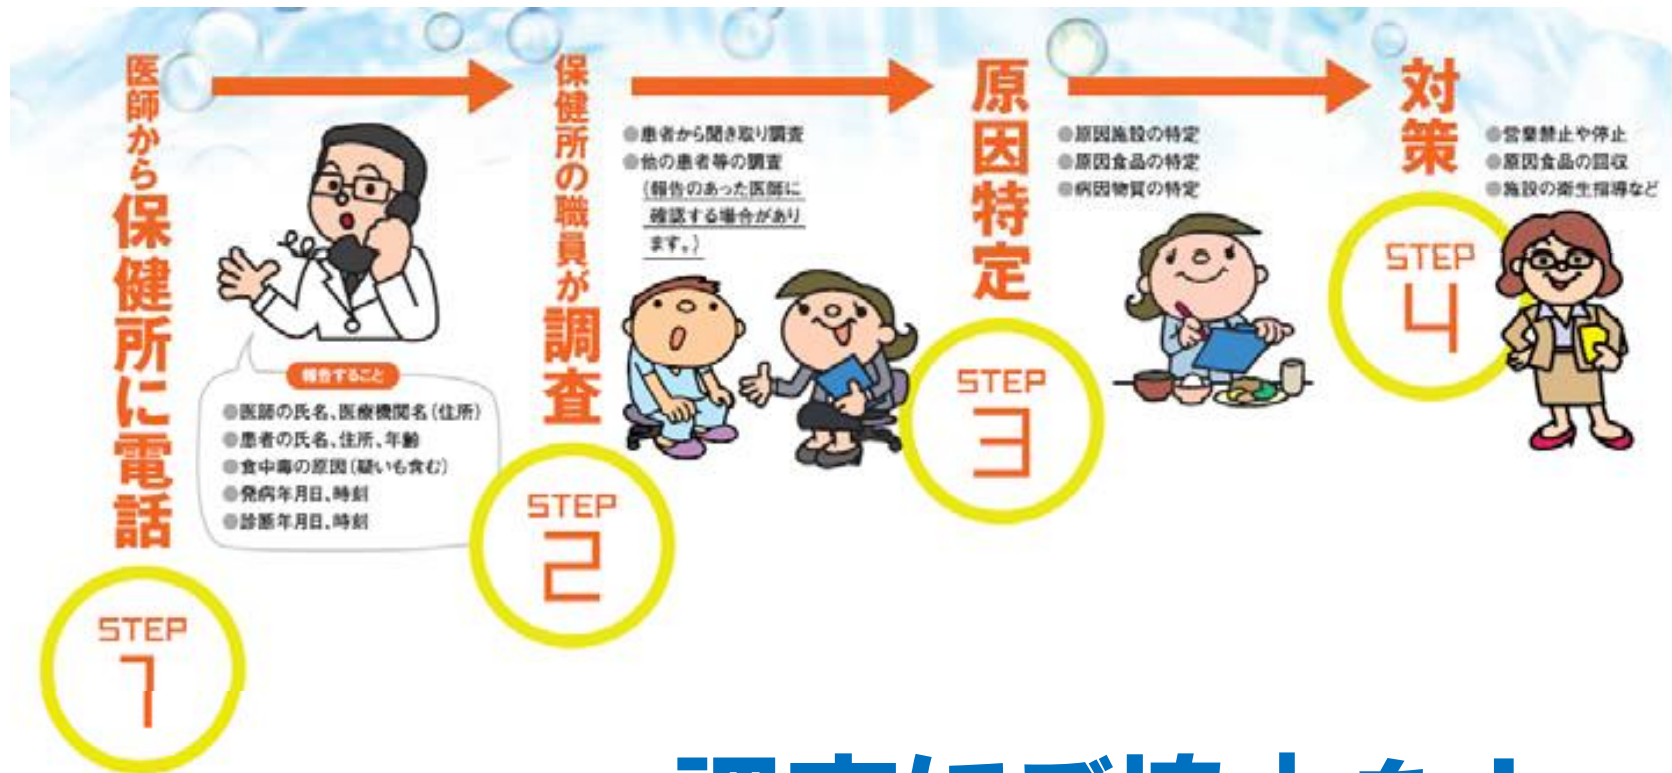 医師から保健所に電話
報告すること
●医師の氏名、医療機関名(住所)
●患者の氏名、住所、年齢
●食中毒の原因(疑いも含む)
●発病年月日、時刻
●診断年月日、時刻
STEP
1
保健所の職員が調査
●患者から聞き取り調査
●他の患者等の調査
(報告のあった医師に
確認する場合があり
ます。)
STEP
2
原因特定
●原因施設の特定
●原因食品の特定
●病因物質の特定
STEP
3
対策
●営業禁止や停止
●原因食品の回収
●施設の衛生指導など
STEP
4